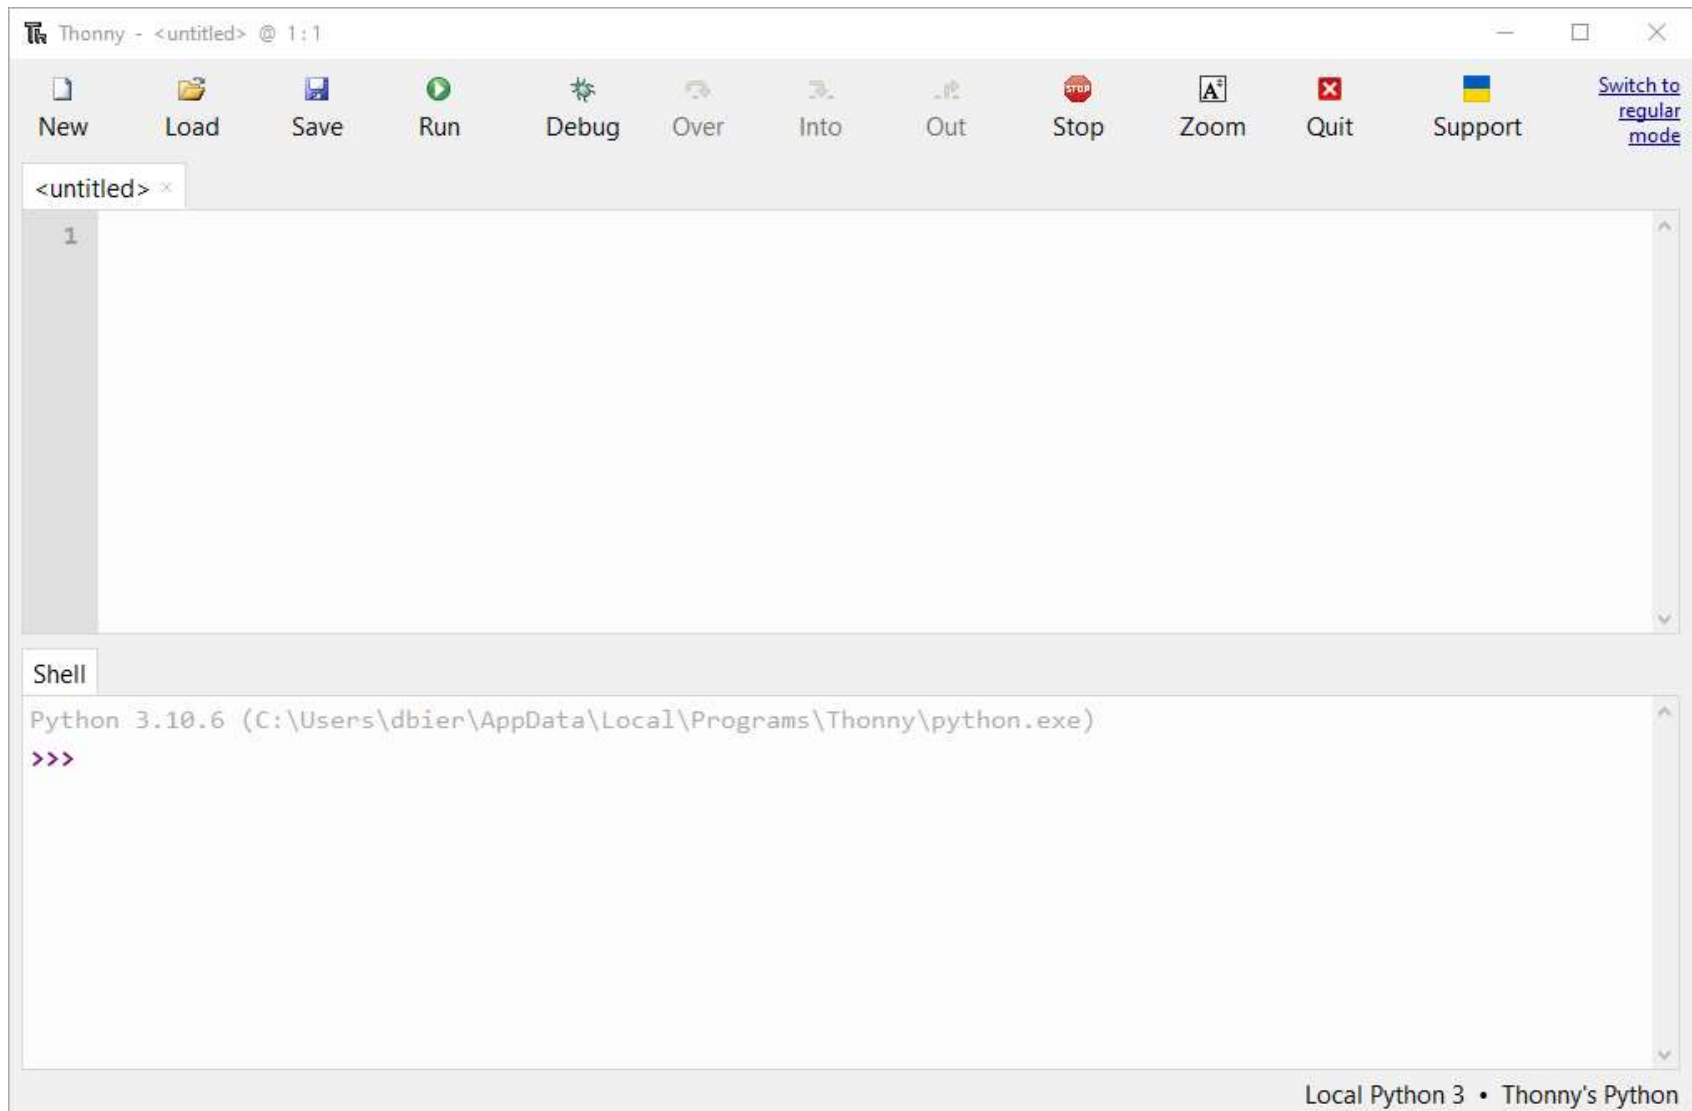 Thonny - <untitled> @ 1:1
New Load Save Run Debug Over Into Out Stop Zoom Quit Support
Switch to
regular
mode
<untitled> ×
1
Shell
Python 3.10.6 (C:\Users\dbier\AppData\Local\Programs\Thonny\python.exe)
>>>
Local Python 3 • Thonny's Python